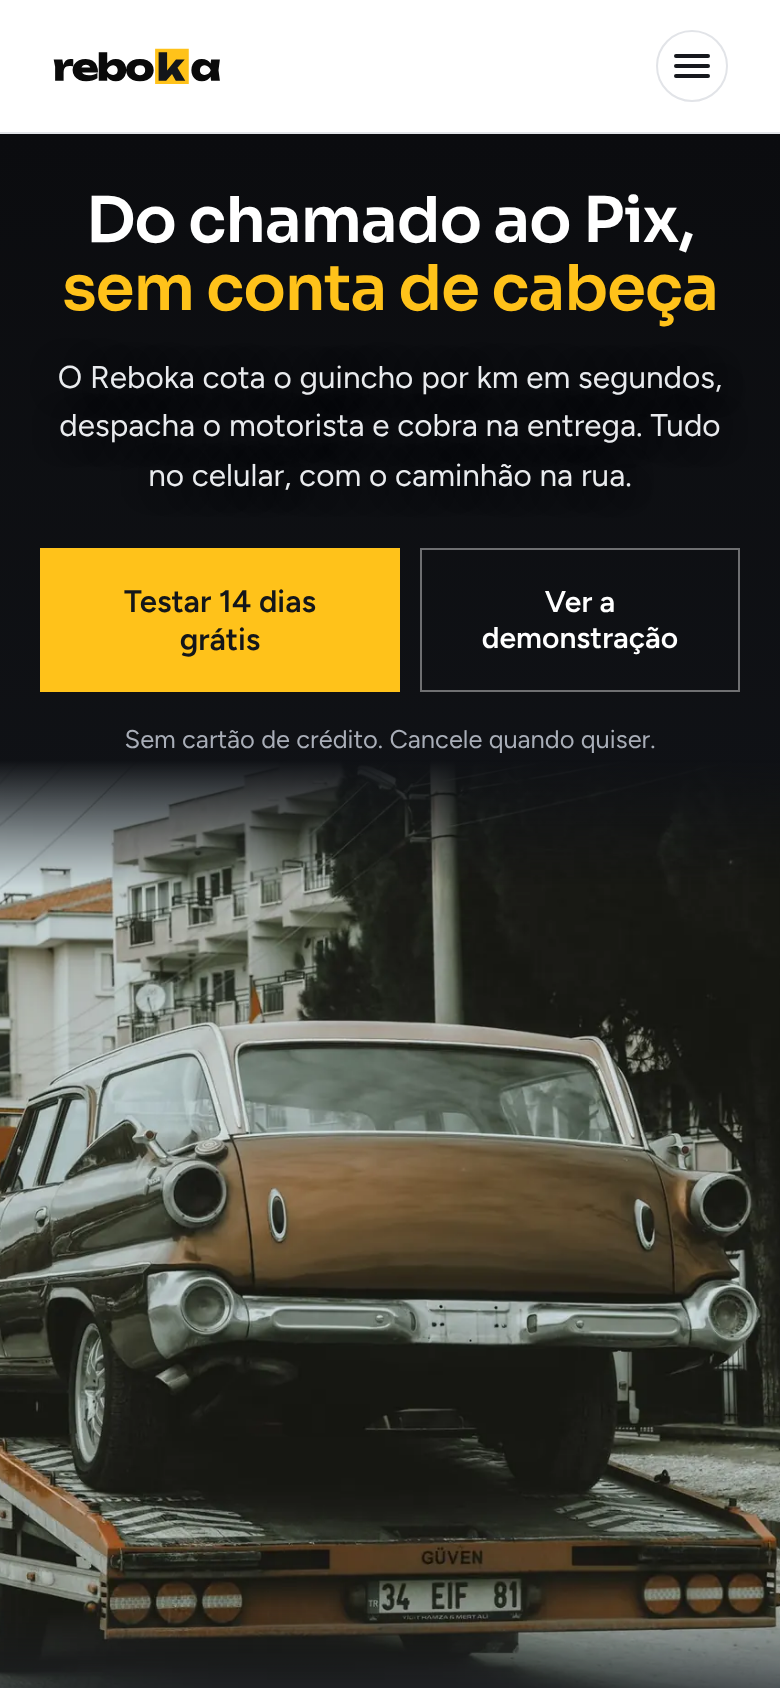 reboka
Do chamado ao Pix,
sem conta de cabeça
O Reboka cota o guincho por km em segundos,
despacha o motorista e cobra na entrega. Tudo
no celular, com o caminhão na rua.
Testar 14 dias
grátis
Ver a
demonstração
Sem cartão de crédito. Cancele quando quiser.
GÜVEN
TR 34 EIF 81